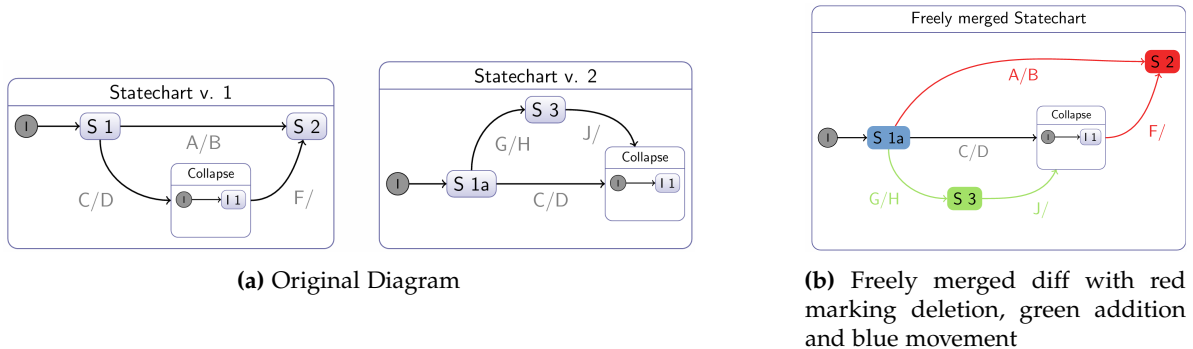 Statechart v. 1
I
S 1
A/B
S 2
C/D
Collapse
I
I 1
F/
Statechart v. 2
S 3
G/H
J/
Collapse
I
I 1
I
S 1a
C/D
(a) Original Diagram
Freely merged Statechart
S 2
A/B
Collapse
I
I 1
F/
I
S 1a
C/D
G/H
S 3
J/
(b) Freely merged diff with red
marking deletion, green addition
and blue movement